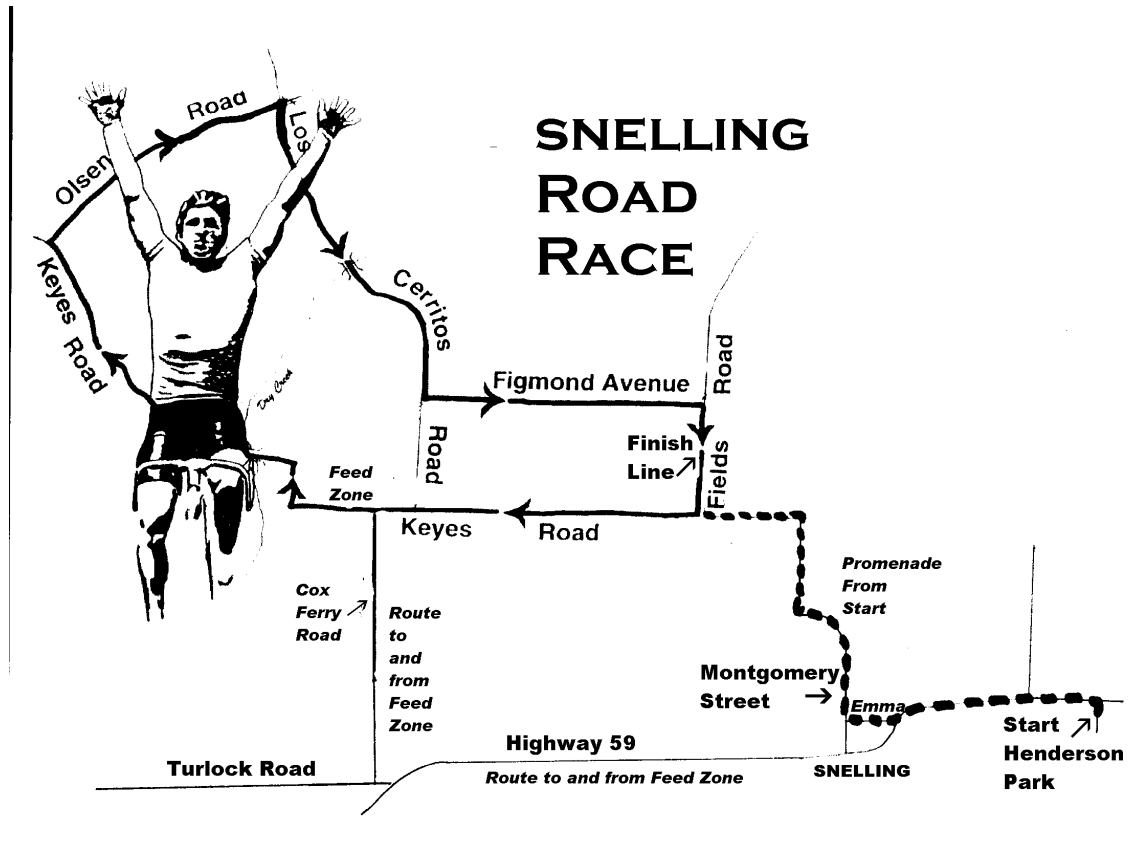 SNELLING
ROAD
RACE
Olsen Road
Los
Cerritos
Road
Keyes Road
Dry Creek
Figmond Avenue
Road
Fields
Finish
Line
Feed
Zone
Keyes Road
Cox
Ferry
Road
Route
to
and
from
Feed
Zone
Promenade
From
Start
Montgomery
Street
Emma
Start
Henderson
Park
Highway 59
Route to and from Feed Zone
SNELLING
Turlock Road